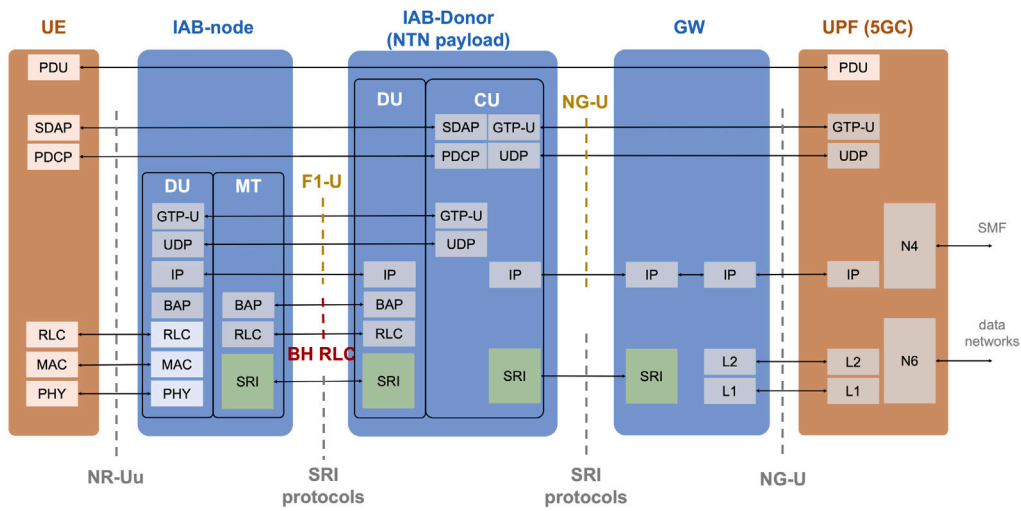 UE
IAB-node
IAB-Donor
(NTN payload)
GW
UPF (5GC)
PDU
PDU
DU
CU
NG-U
SDAP
SDAP
GTP-U
GTP-U
PDCP
PDCP
UDP
UDP
DU
MT
F1-U
GTP-U
GTP-U
UDP
UDP
N4
SMF
IP
IP
IP
IP
IP
IP
BAP
BAP
BAP
RLC
RLC
RLC
RLC
BH RLC
MAC
MAC
SRI
SRI
SRI
SRI
L2
L2
N6
data
networks
PHY
PHY
L1
L1
NR-Uu
SRI
protocols
SRI
protocols
NG-U